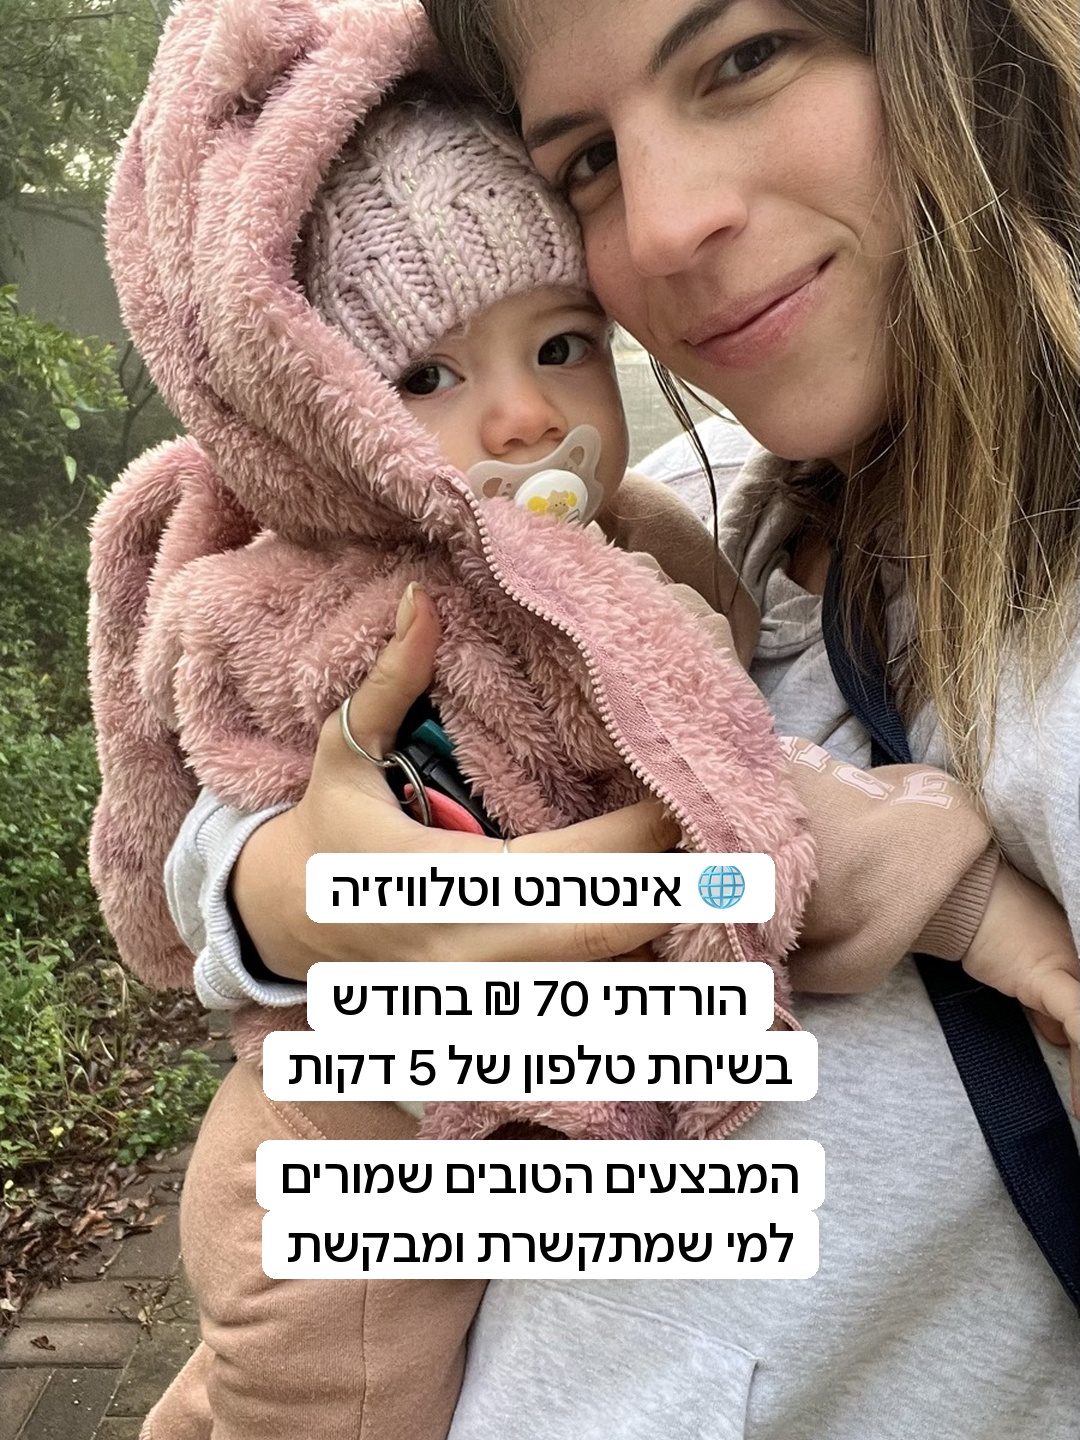 🌐 אינטרנט וטלוויזיה
הורדתי 70 ₪ בחודש
בשיחת טלפון של 5 דקות
המבצעים הטובים שמורים
למי שמתקשרת ומבקשת